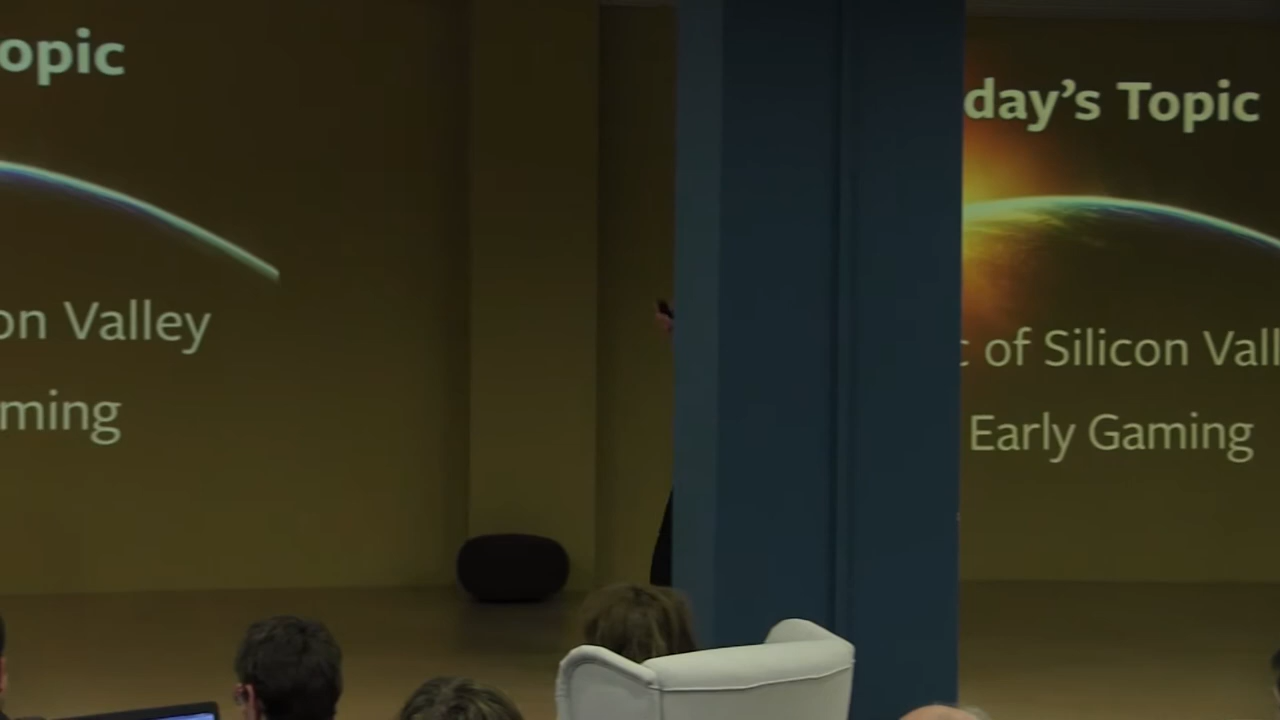 opic
on Valley
ming
day's Topic
of Silicon Vall
Early Gaming